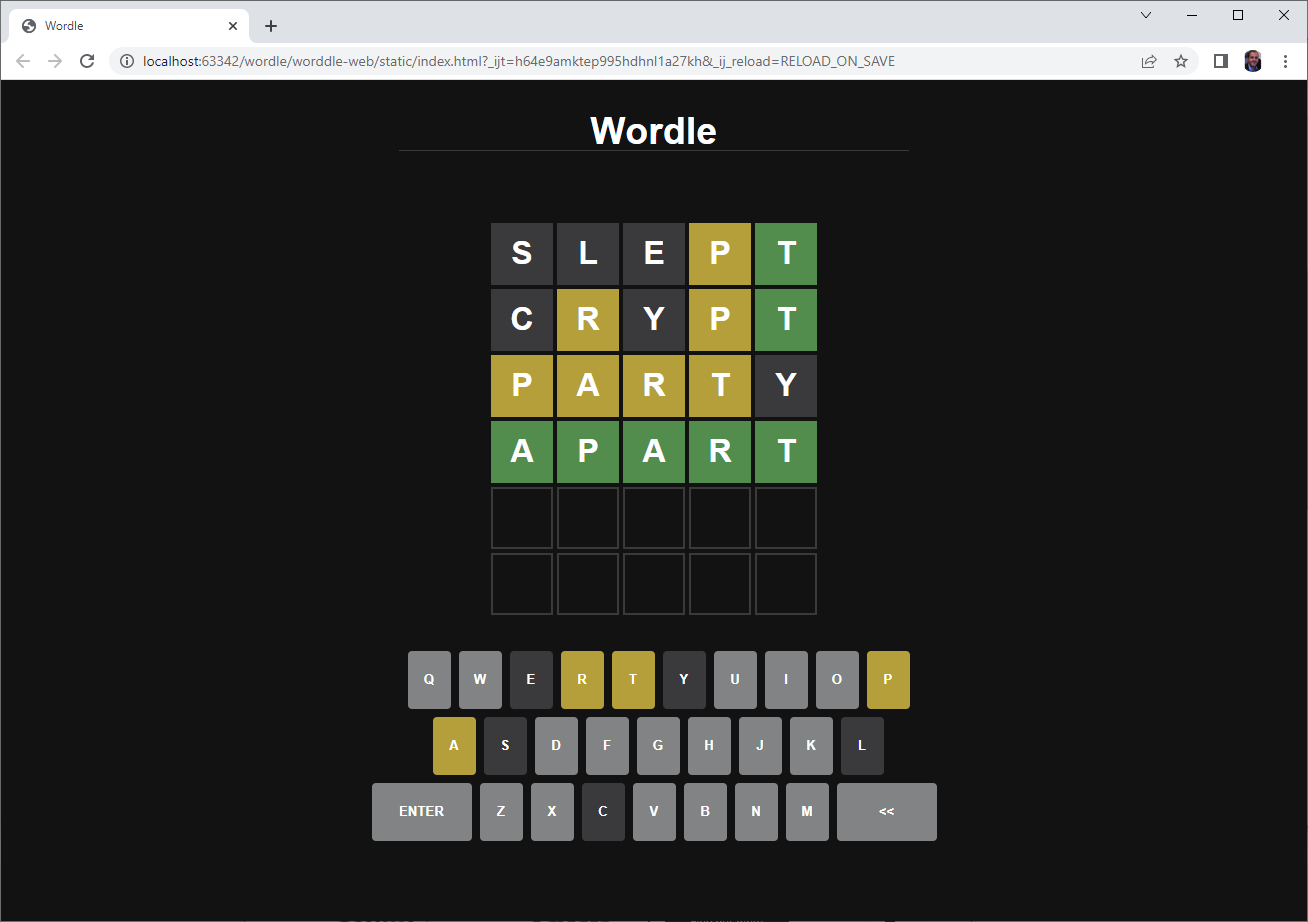 Wordle
localhost:63342/wordle/worddle-web/static/index.html?_ijt=h64e9amktep995hdhnl1a27kh&_ij_reload=RELOAD_ON_SAVE
Wordle
S L E P T
C R Y P T
P A R T Y
A P A R T
Q W E R T Y U I O P
A S D F G H J K L
ENTER Z X C V B N M <<